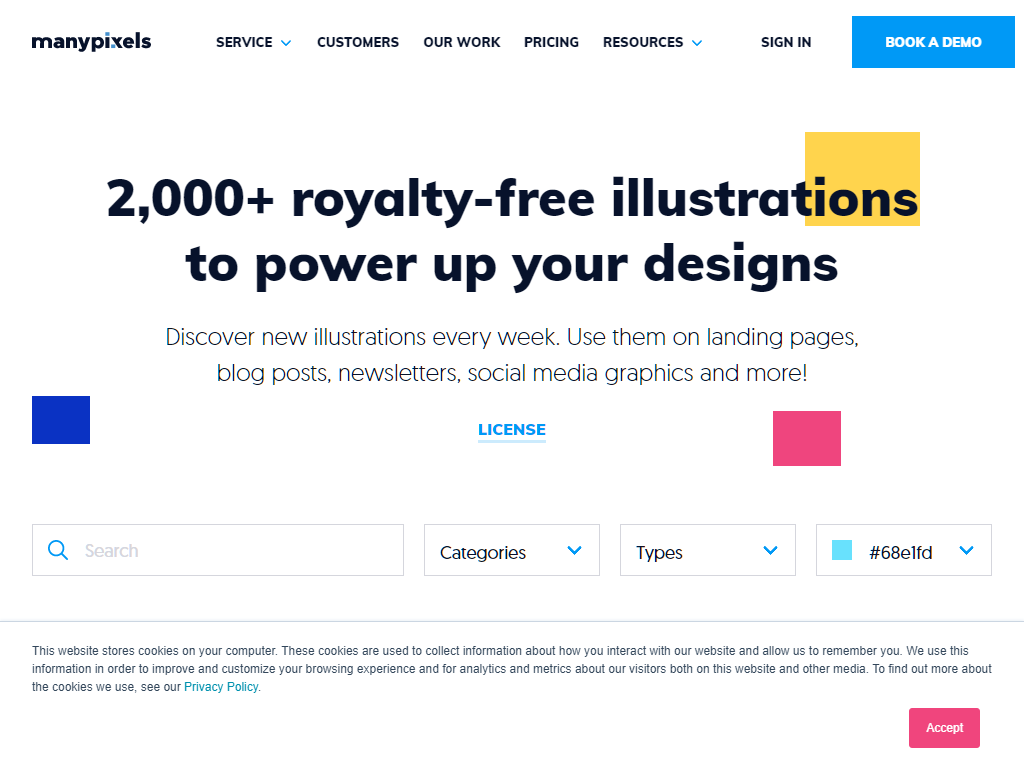 manypixels
SERVICE
CUSTOMERS
OUR WORK
PRICING
RESOURCES
SIGN IN
BOOK A DEMO
2,000+ royalty-free illustrations
to power up your designs
Discover new illustrations every week. Use them on landing pages,
blog posts, newsletters, social media graphics and more!
LICENSE
Search
Categories
Types
#68e1fd
This website stores cookies on your computer. These cookies are used to collect information about how you interact with our website and allow us to remember you. We use this
information in order to improve and customize your browsing experience and for analytics and metrics about our visitors both on this website and other media. To find out more about
the cookies we use, see our Privacy Policy.
Accept